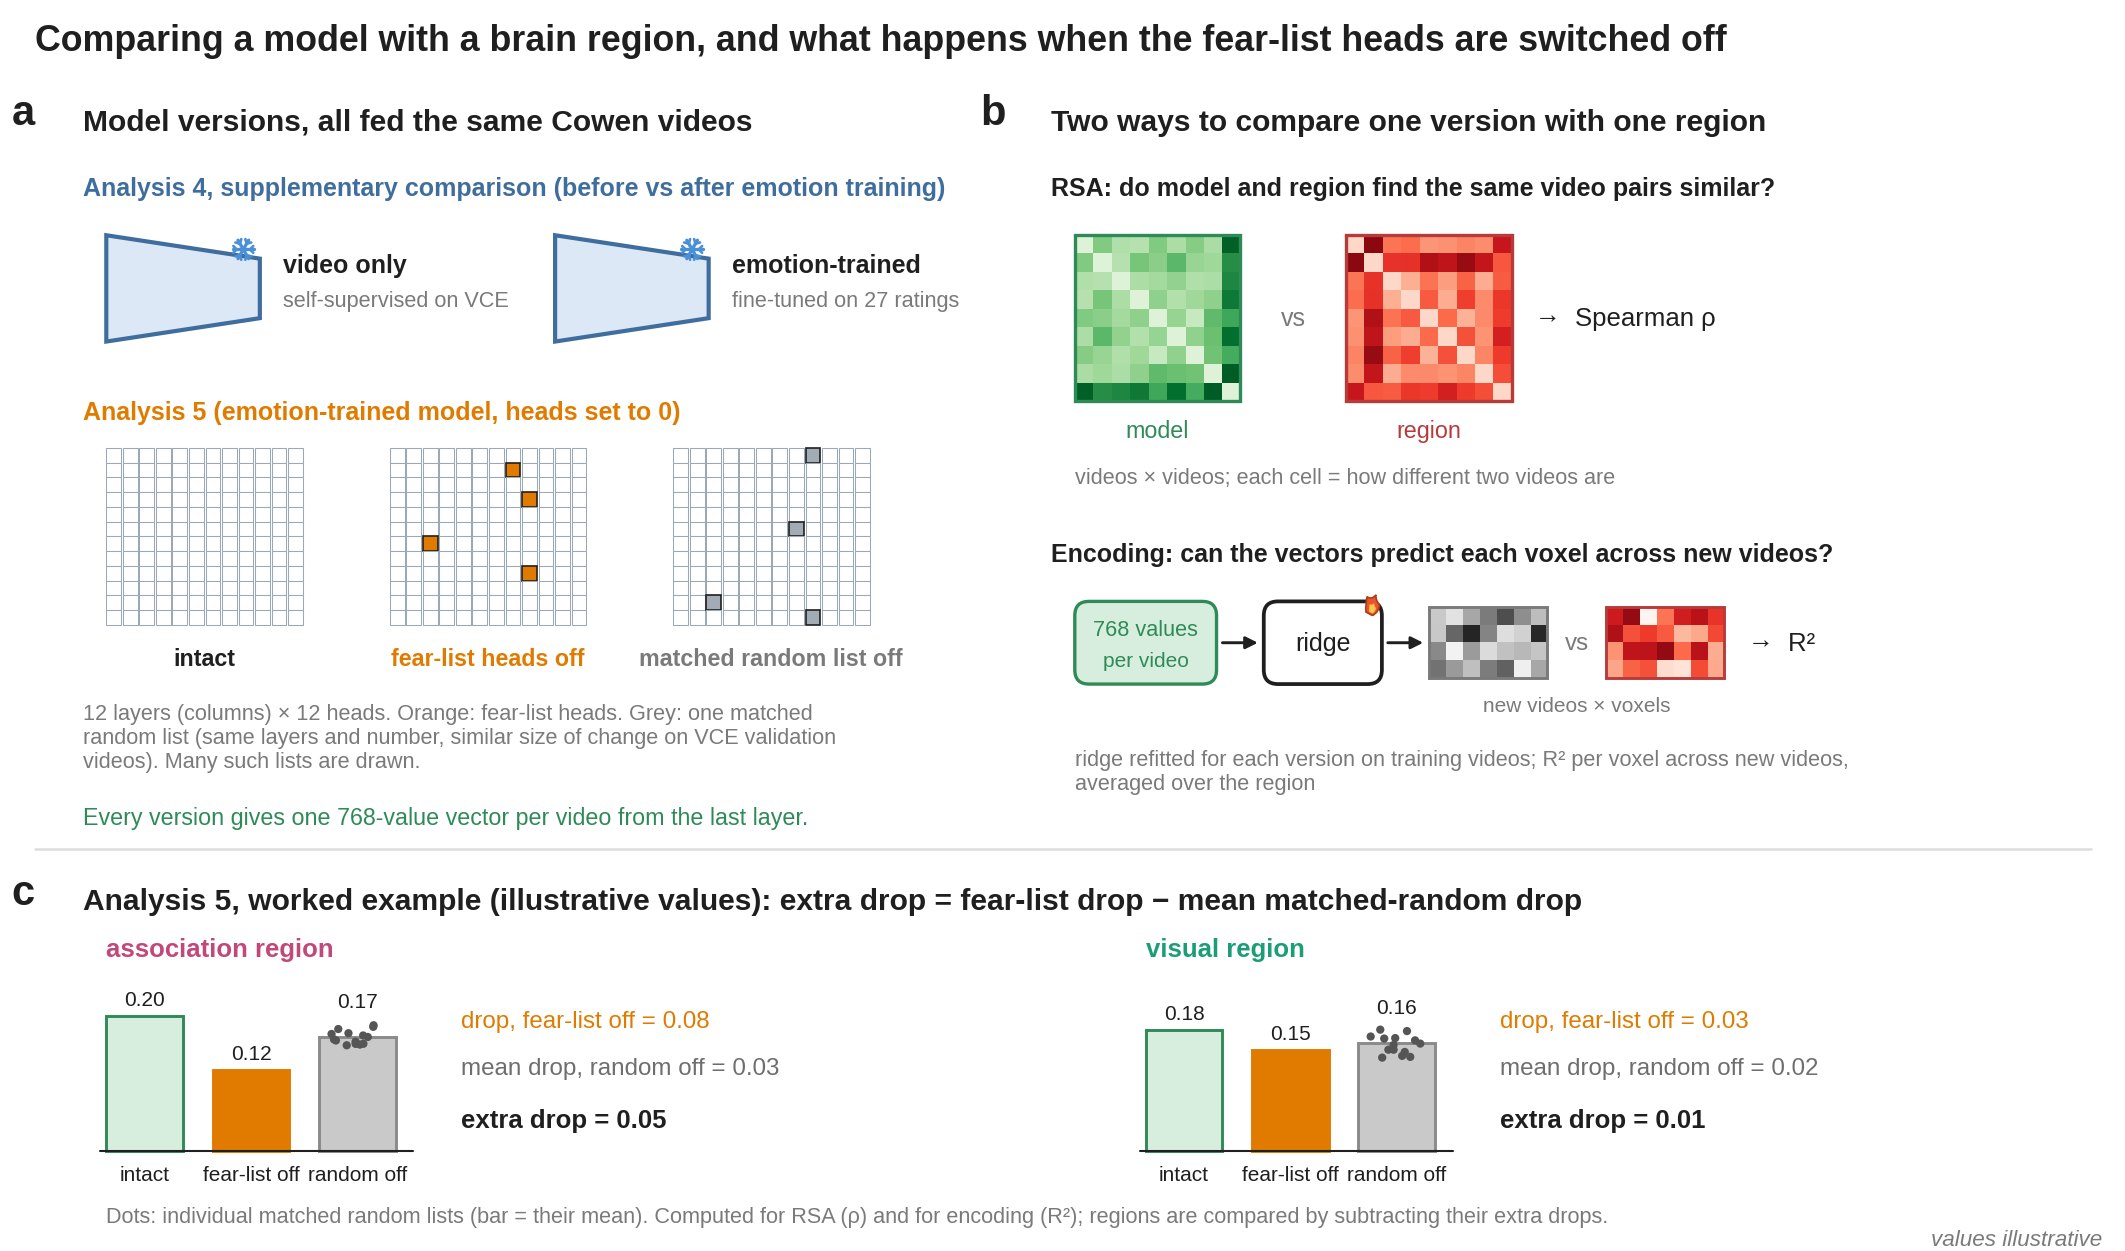 Comparing a model with a brain region, and what happens when the fear-list heads are switched off
a
Model versions, all fed the same Cowen videos
Analysis 4, supplementary comparison (before vs after emotion training)
video only
self-supervised on VCE
emotion-trained
fine-tuned on 27 ratings
Analysis 5 (emotion-trained model, heads set to 0)
intact
fear-list heads off
matched random list off
12 layers (columns) × 12 heads. Orange: fear-list heads. Grey: one matched
random list (same layers and number, similar size of change on VCE validation
videos). Many such lists are drawn.
Every version gives one 768-value vector per video from the last layer.
b
Two ways to compare one version with one region
RSA: do model and region find the same video pairs similar?
vs
→ Spearman ρ
model
region
videos × videos; each cell = how different two videos are
Encoding: can the vectors predict each voxel across new videos?
768 values
per video
ridge
vs
→ R²
new videos × voxels
ridge refitted for each version on training videos; R² per voxel across new videos,
averaged over the region
c
Analysis 5, worked example (illustrative values): extra drop = fear-list drop − mean matched-random drop
association region
0.20
0.12
0.17
intact
fear-list off
random off
drop, fear-list off = 0.08
mean drop, random off = 0.03
extra drop = 0.05
visual region
0.18
0.15
0.16
intact
fear-list off
random off
drop, fear-list off = 0.03
mean drop, random off = 0.02
extra drop = 0.01
Dots: individual matched random lists (bar = their mean). Computed for RSA (ρ) and for encoding (R²); regions are compared by subtracting their extra drops.
values illustrative